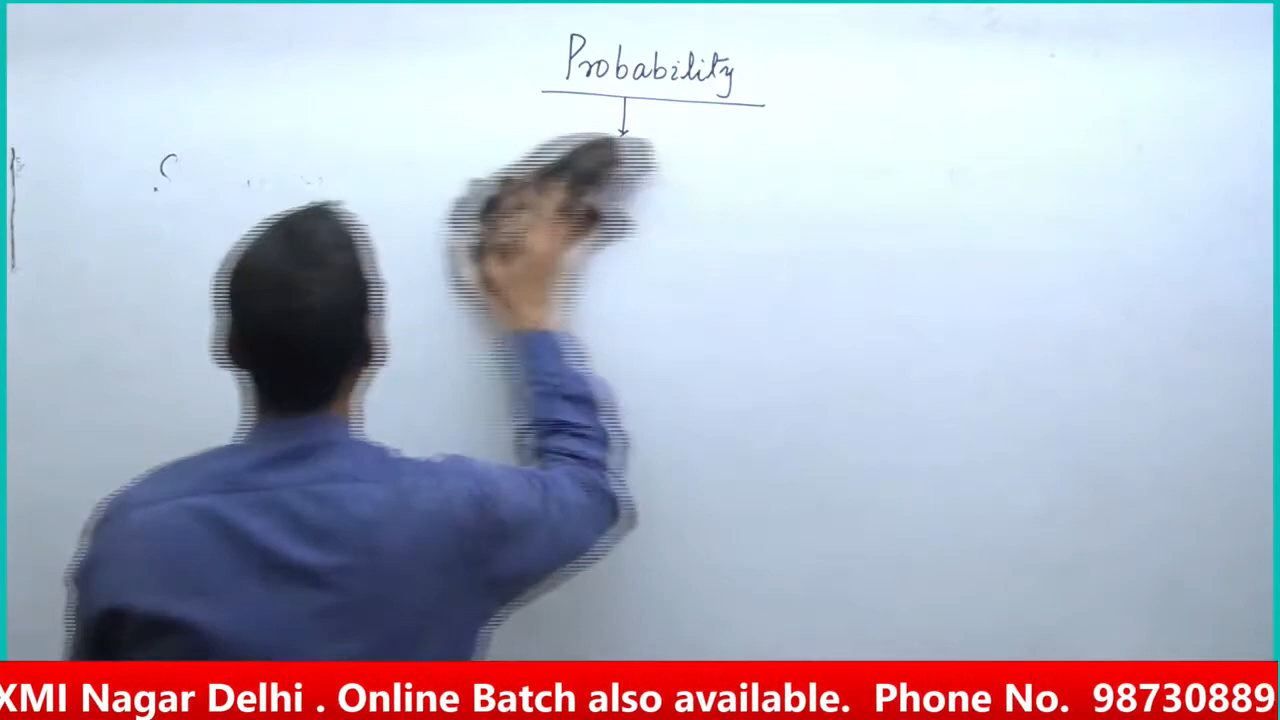 Probability
S
XMI Nagar Delhi . Online Batch also available. Phone No. 98730889